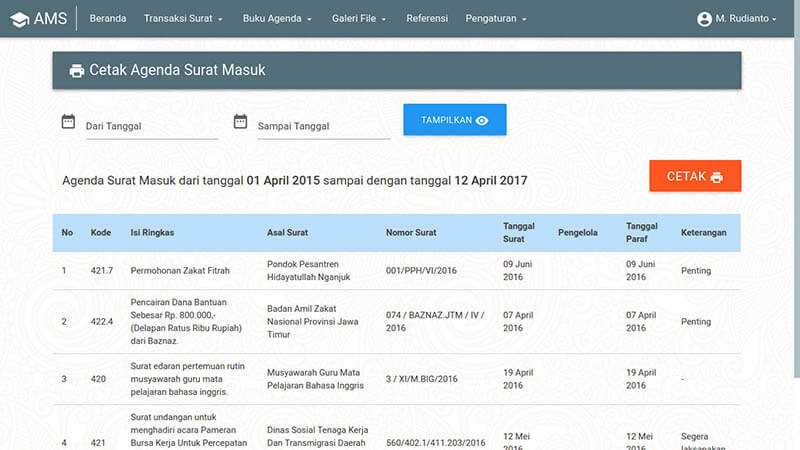 AMS Beranda Transaksi Surat Buku Agenda Galeri File Referensi Pengaturan M. Rudianto
Cetak Agenda Surat Masuk
Dari Tanggal Sampai Tanggal TAMPILKAN
Agenda Surat Masuk dari tanggal 01 April 2015 sampai dengan tanggal 12 April 2017
CETAK
No Kode Isi Ringkas Asal Surat Nomor Surat Tanggal Surat Pengelola Tanggal Paraf Keterangan
1 421.7 Permohonan Zakat Fitrah Pondok Pesantren Hidayatullah Nganjuk 001/PPH/VI/2016 09 Juni 2016 09 Juni 2016 Penting
2 422.4 Pencairan Dana Bantuan Sebesar Rp. 800.000,- (Delapan Ratus Ribu Rupiah) dari Baznaz. Badan Amil Zakat Nasional Provinsi Jawa Timur 074 / BAZNAZ.JTM / IV / 2016 07 April 2016 07 April 2016 Penting
3 420 Surat edaran pertemuan rutin musyawarah guru mata pelajaran bahasa inggris. Musyawarah Guru Mata Pelajaran Bahasa Inggris 3 / XI/M.BIG/2016 19 April 2016 19 April 2016 -
4 421 Surat undangan untuk menghadiri acara Pameran Bursa Kerja Untuk Percepatan Dinas Sosial Tenaga Kerja Dan Transmigrasi Daerah 560/402.1/411.203/2016 12 Mei 2016 12 Mei 2016 Segera laksanakan